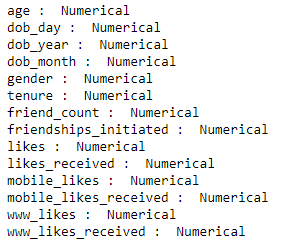 age :  Numerical
dob_day :  Numerical
dob_year :  Numerical
dob_month :  Numerical
gender :  Numerical
tenure :  Numerical
friend_count :  Numerical
friendships_initiated :  Numerical
likes :  Numerical
likes_received :  Numerical
mobile_likes :  Numerical
mobile_likes_received :  Numerical
www_likes :  Numerical
www_likes_received :  Numerical